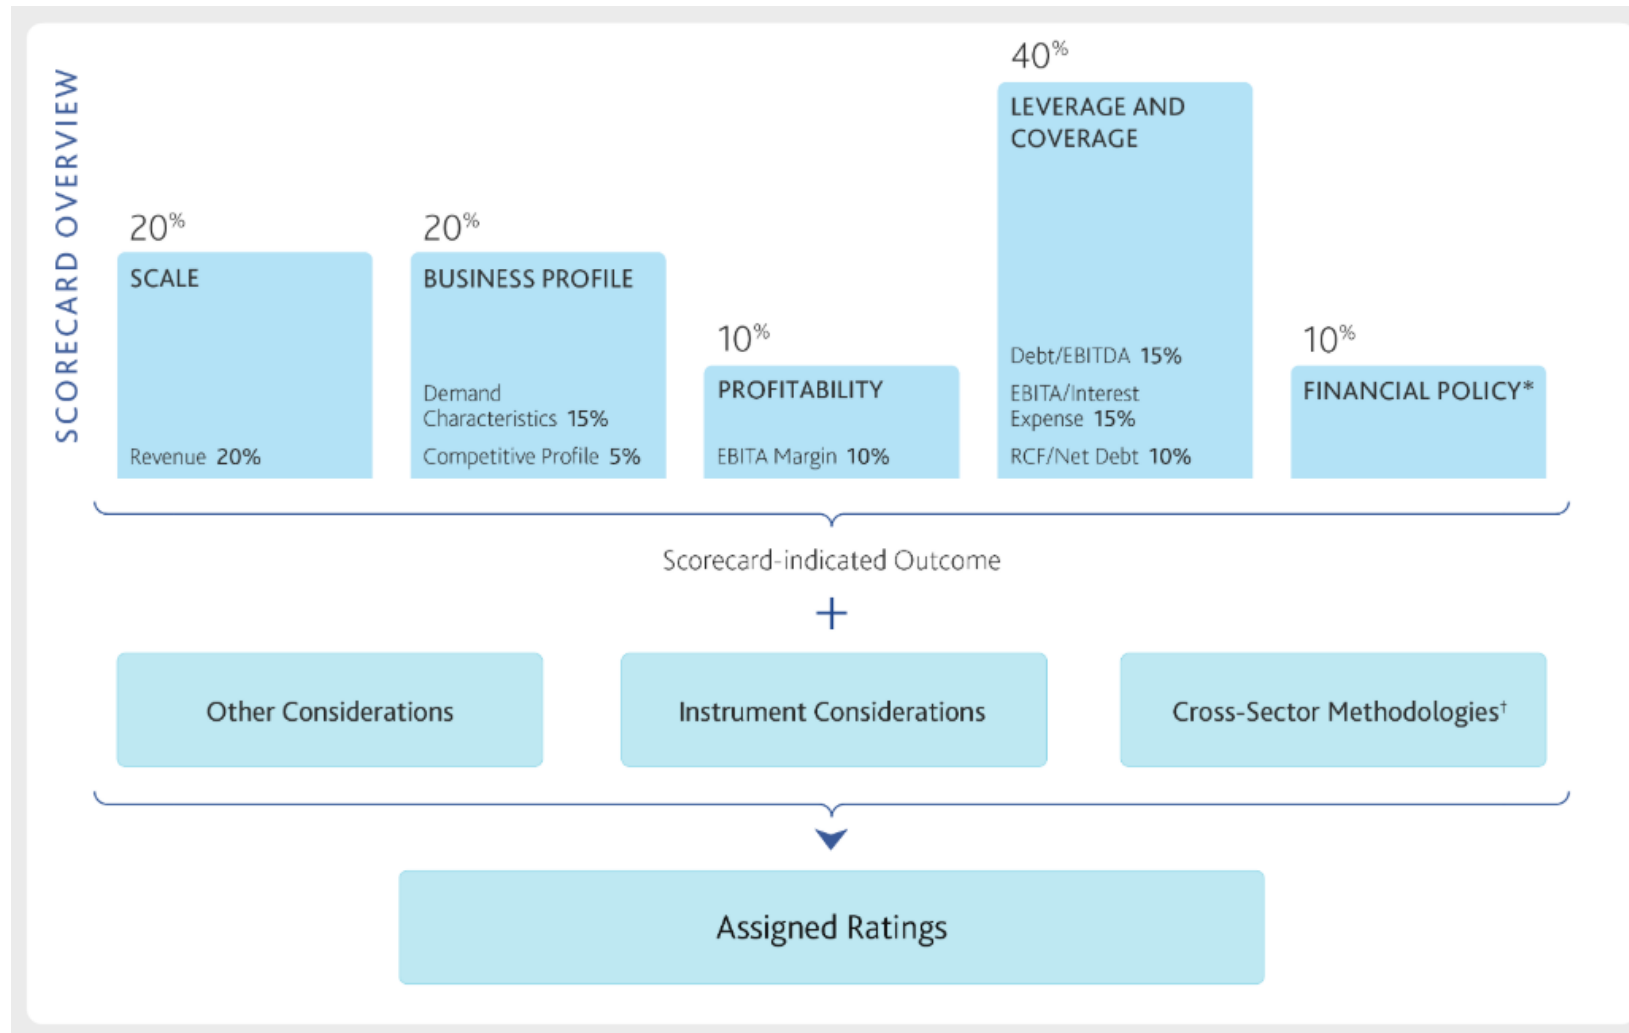 SCORECARD OVERVIEW
20%
SCALE
Revenue 20%
20%
BUSINESS PROFILE
Demand
Characteristics 15%
Competitive Profile 5%
10%
PROFITABILITY
EBITA Margin 10%
40%
LEVERAGE AND
COVERAGE
Debt/EBITDA 15%
EBITA/Interest
Expense 15%
RCF/Net Debt 10%
10%
FINANCIAL POLICY*
Scorecard-indicated Outcome
+
Other Considerations
Instrument Considerations
Cross-Sector Methodologies†
Assigned Ratings